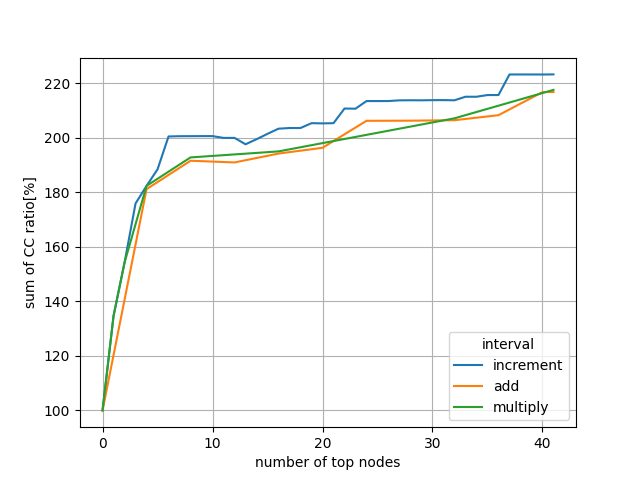 220
200
180
160
140
120
100
sum of CC ratio[%]
0
10
20
30
40
number of top nodes
interval
increment
add
multiply